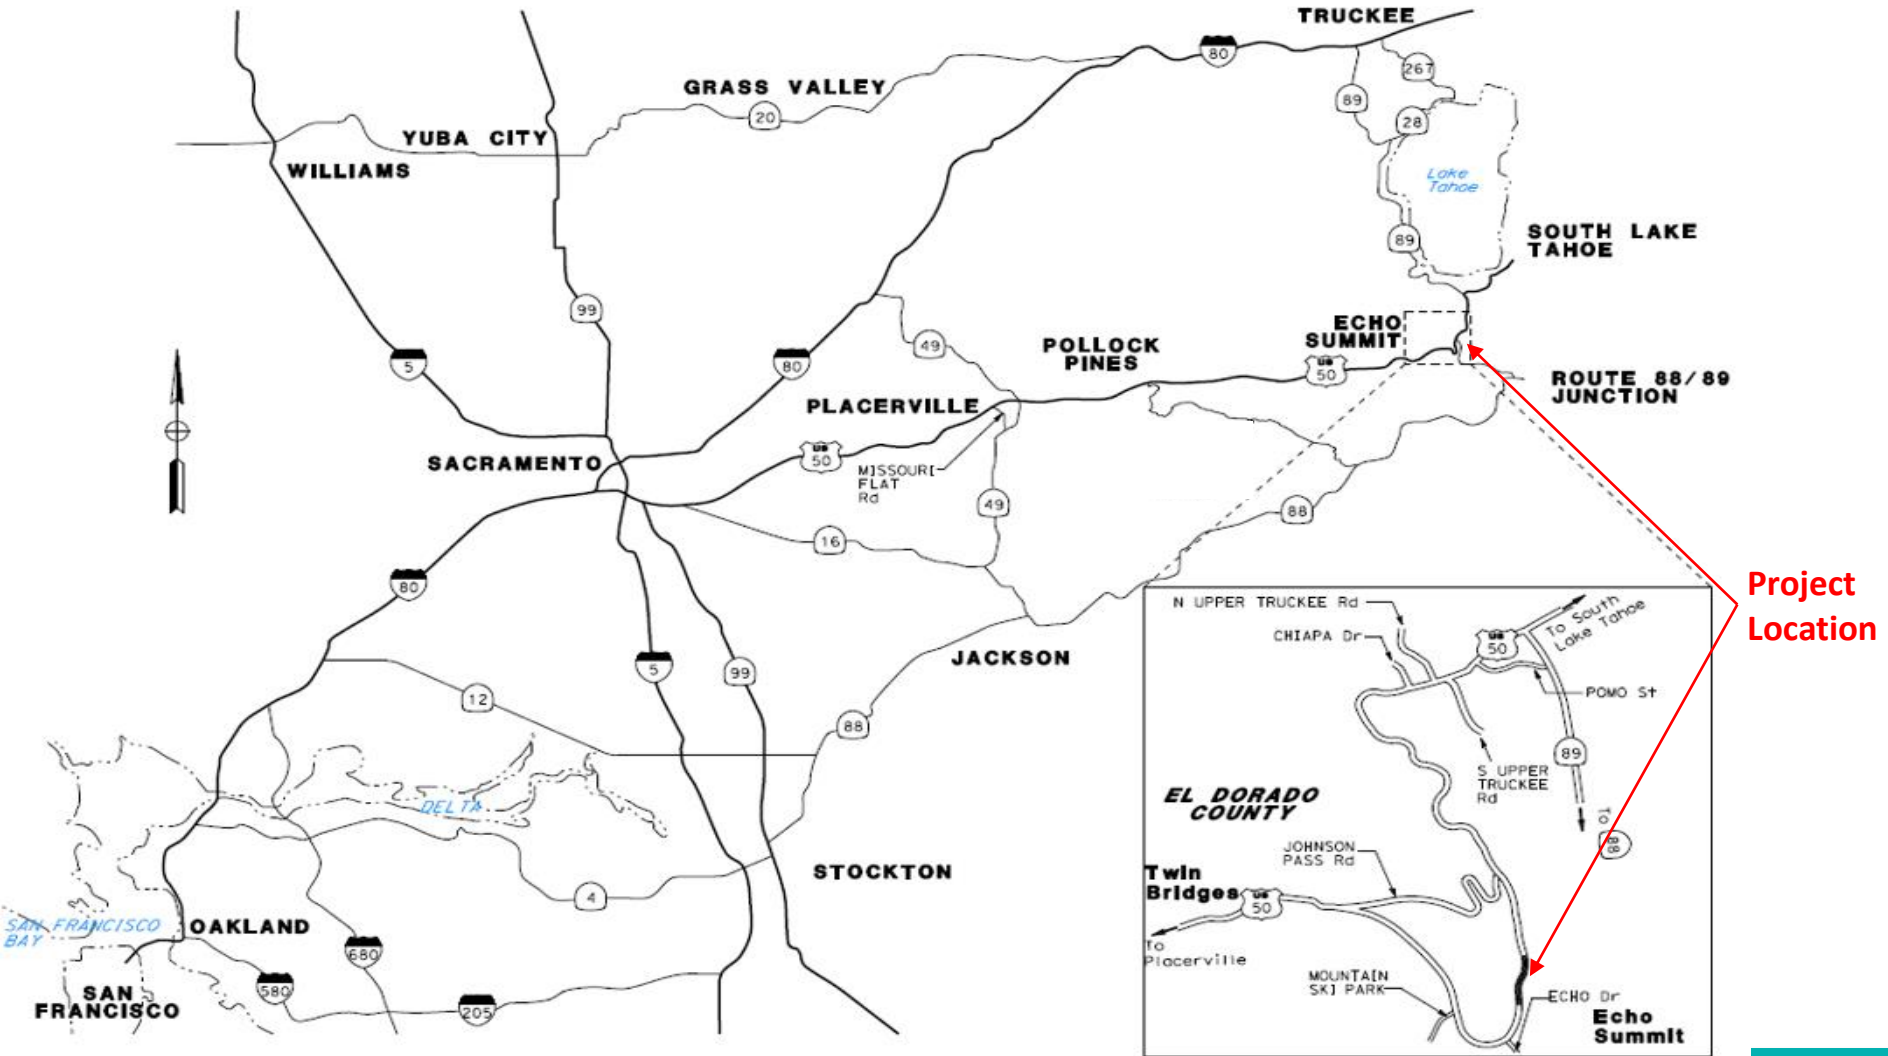 TRUCKEE
80
267
GRASS VALLEY
89
20
28
YUBA CITY
WILLIAMS
Lake
Tahoe
SOUTH LAKE
TAHOE
89
99
ECHO
SUMMIT
49
POLLOCK
PINES
5
80
US
50
ROUTE 88/89
JUNCTION
PLACERVILLE
SACRAMENTO
US
50
MISSOURI
FLAT
Rd
49
88
16
80
Project
Location
N UPPER TRUCKEE Rd
To South
Lake Tahoe
CHIAPA Dr
US
50
JACKSON
5
99
POMO St
12
88
89
S UPPER
TRUCKEE
Rd
EL DORADO
COUNTY
DELTA
To
88
JOHNSON
PASS Rd
STOCKTON
Twin
Bridges
US
50
4
SAN FRANCISCO
BAY
OAKLAND
To
Placerville
680
MOUNTAIN
SKI PARK
580
ECHO Dr
SAN
FRANCISCO
205
Echo
Summit